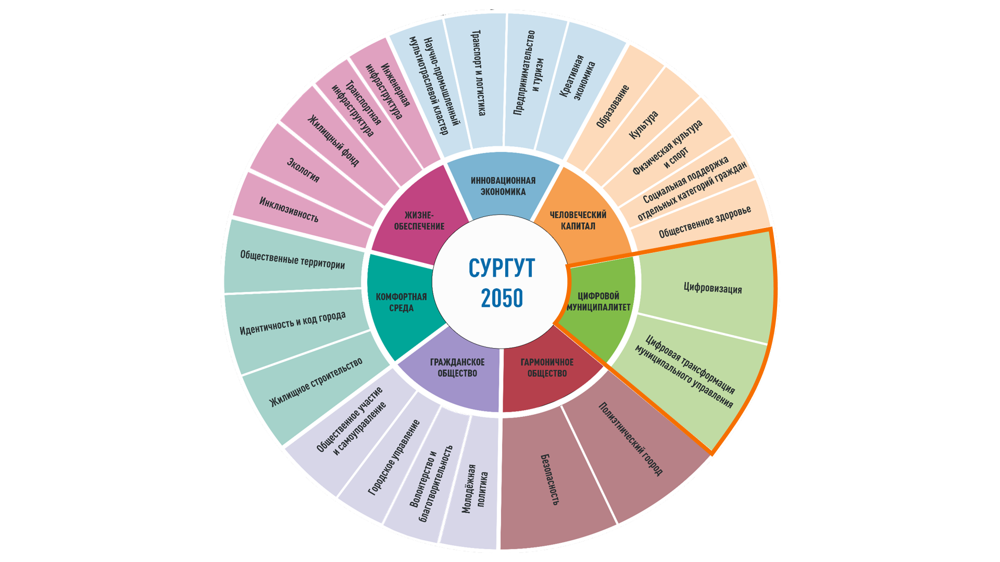 СУРГУТ
2050
ИННОВАЦИОННАЯ
ЭКОНОМИКА
Научно-промышленный
мультиотраслевой кластер
Транспорт и логистика
Предпринимательство
и туризм
Креативная
экономика
ЧЕЛОВЕЧЕСКИЙ
КАПИТАЛ
Образование
Культура
Физическая культура
и спорт
Социальная поддержка
отдельных категорий граждан
Общественное здоровье
ЦИФРОВОЙ
МУНИЦИПАЛИТЕТ
Цифровизация
Цифровая трансформация
муниципального управления
ГАРМОНИЧНОЕ
ОБЩЕСТВО
Полиэтнический гоород
Безопасность
ГРАЖДАНСКОЕ
ОБЩЕСТВО
Молодёжная
политика
Волонтерство и
благотворительность
Городское управление
Общественное участие
и самоуправление
КОМФОРТНАЯ
СРЕДА
Жилищное строительство
Идентичность и код города
Общественные территории
ЖИЗНЕ-
ОБЕСПЕЧЕНИЕ
Инклюзивность
Экология
Жилищный фонд
Транспортная
инфраструктура
Инженерная
инфраструктура